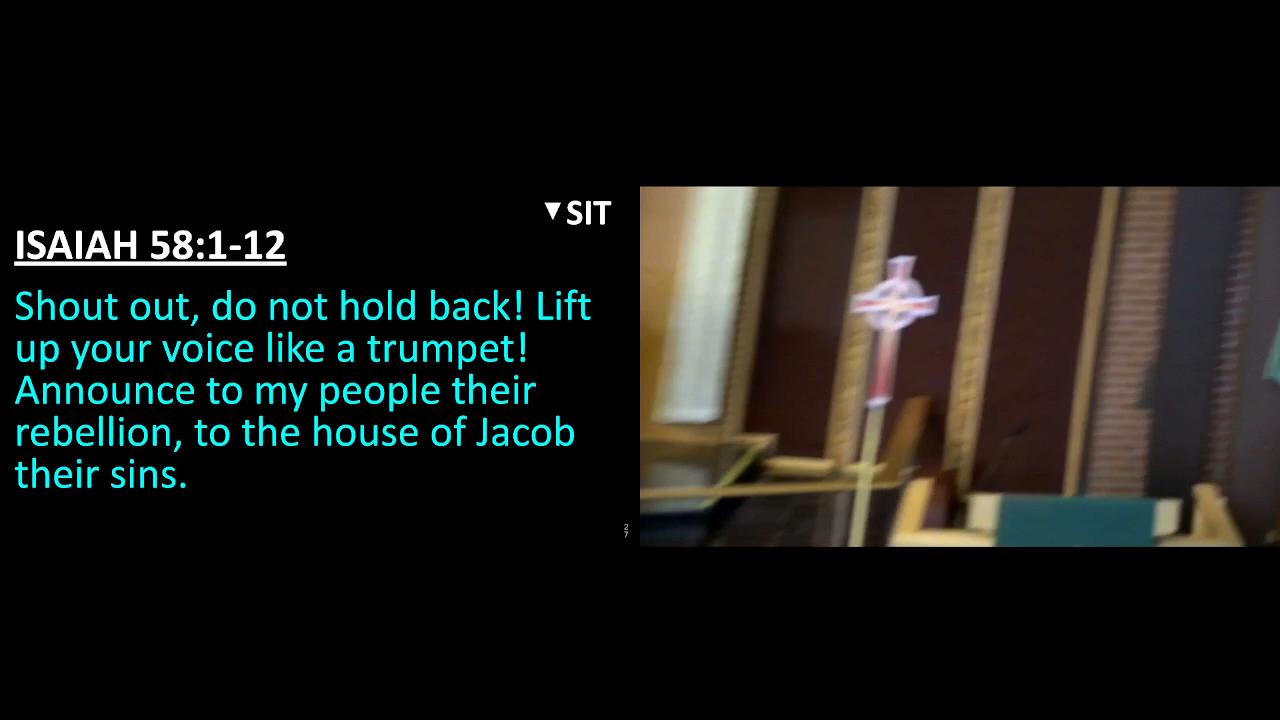 ▼SIT
ISAIAH 58:1-12
Shout out, do not hold back! Lift
up your voice like a trumpet!
Announce to my people their
rebellion, to the house of Jacob
their sins.
27